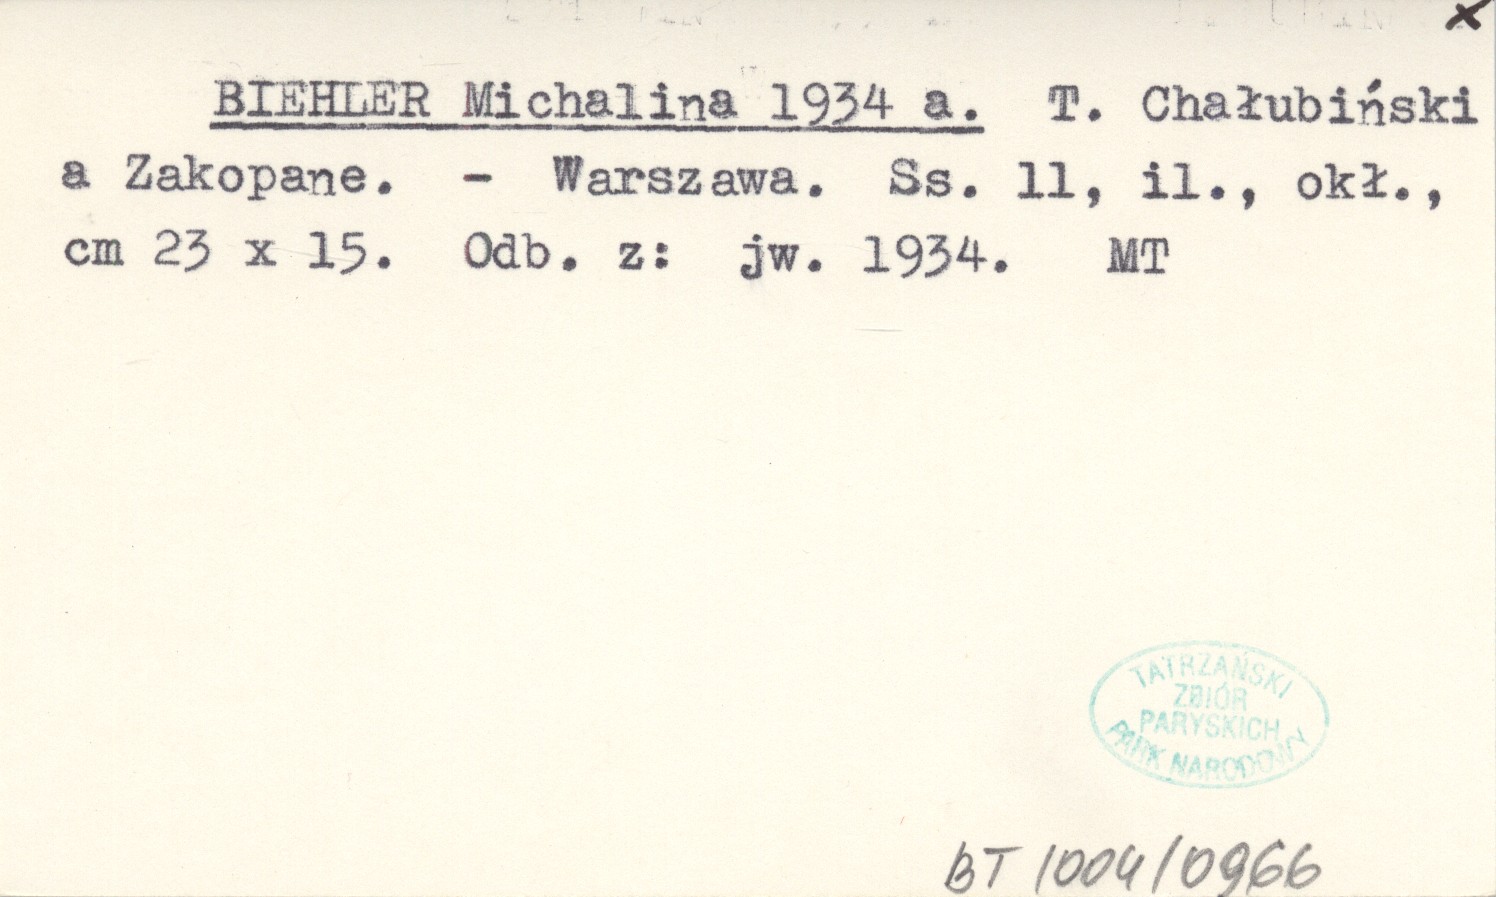 x
BIEHLER Michalina 1934 a. T. Chałubiński
a Zakopane. - Warszawa. Ss. 11, il., okł.,
cm 23 x 15. Odb. z: jw. 1934. MT
TATRZAŃSKI
ZBIÓR
PARYSKICH
PARK NARODOWY
BT 1004/0966